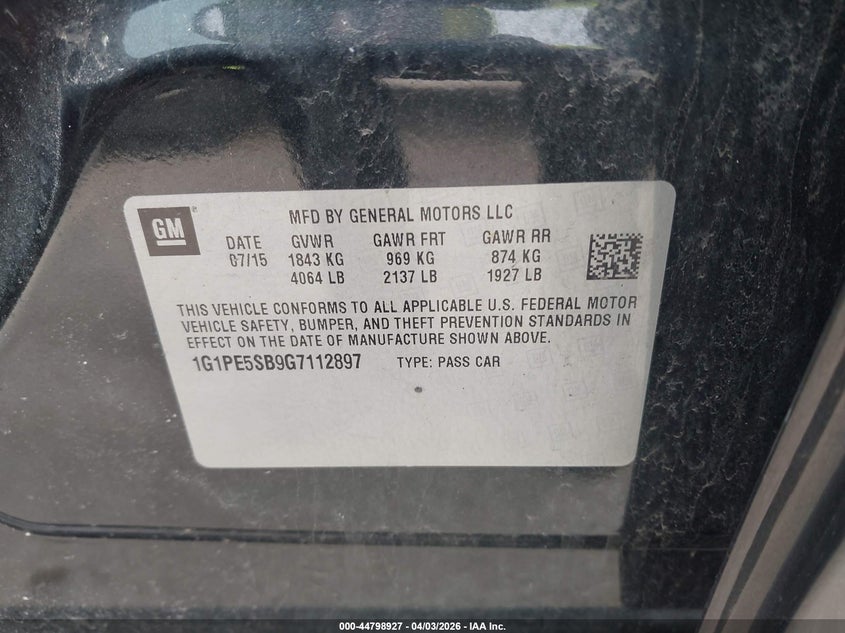 GM
MFD BY GENERAL MOTORS LLC
DATE GVWR GAWR FRT GAWR RR
07/15 1843 KG 969 KG 874 KG
4064 LB 2137 LB 1927 LB
THIS VEHICLE CONFORMS TO ALL APPLICABLE U.S. FEDERAL MOTOR
VEHICLE SAFETY, BUMPER, AND THEFT PREVENTION STANDARDS IN
EFFECT ON THE DATE OF MANUFACTURE SHOWN ABOVE.
1G1PE5SB9G7112897 TYPE: PASS CAR
000-44798927 - 04/03/2026 - IAA Inc.